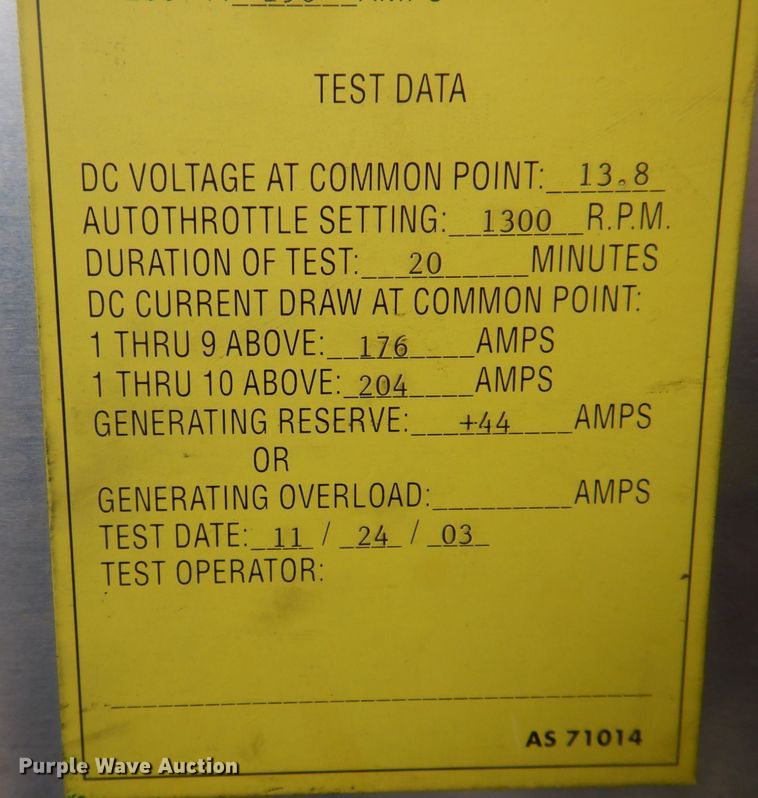 AMPS
TEST DATA
DC VOLTAGE AT COMMON POINT: 13.8
AUTOTHROTTLE SETTING: 1300 R.P.M.
DURATION OF TEST: 20 MINUTES
DC CURRENT DRAW AT COMMON POINT:
1 THRU 9 ABOVE: 176 AMPS
1 THRU 10 ABOVE: 204 AMPS
GENERATING RESERVE: +44 AMPS
OR
GENERATING OVERLOAD: AMPS
TEST DATE: 11 / 24 / 03
TEST OPERATOR:
AS 71014
Purple Wave Auction